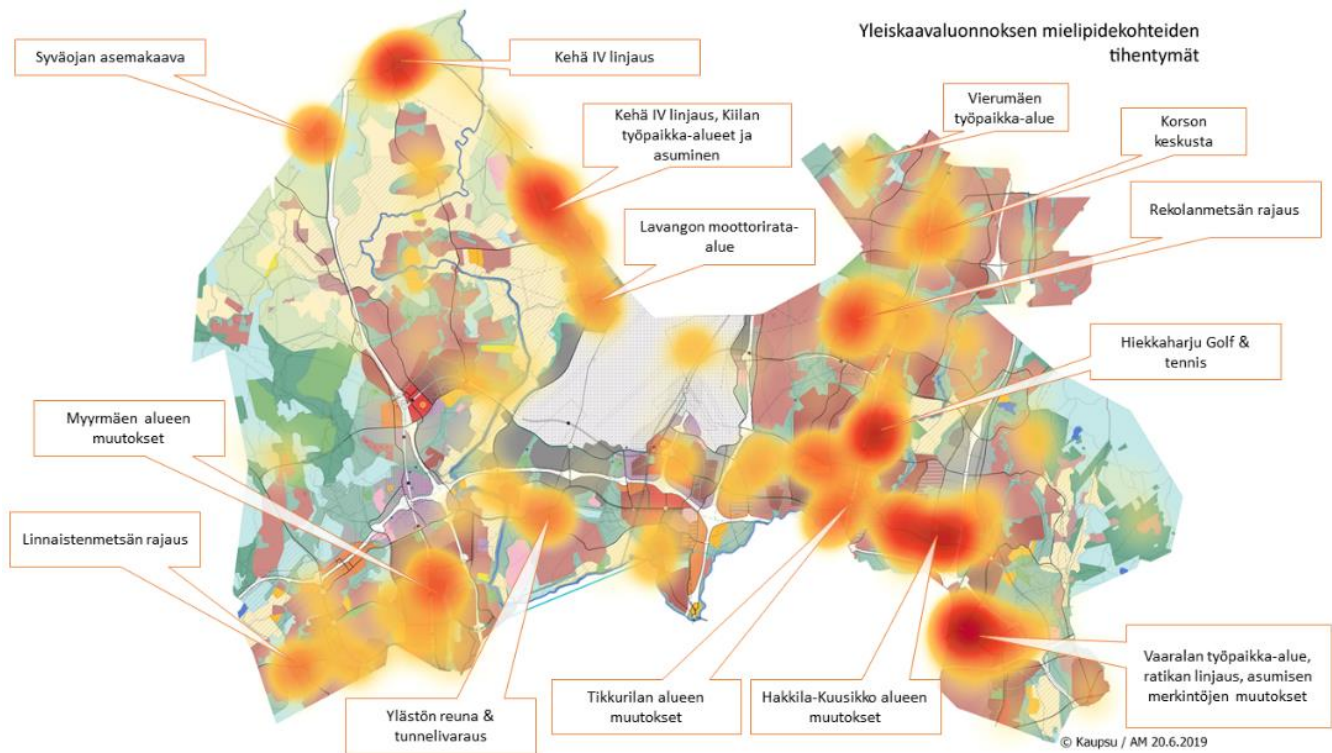 Yleiskaavaluonnoksen mielipidekohteiden
tihentymät
Syväojan asemakaava
Kehä IV linjaus
Kehä IV linjaus, Kiilan
työpaikka-alueet ja
asuminen
Lavangon moottorirata-
alue
Vierumäen
työpaikka-alue
Korson
keskusta
Rekolanmetsän rajaus
Hiekkaharju Golf &
tennis
Myyrmäen alueen
muutokset
Linnaistenmetsän rajaus
Ylästön reuna &
tunnelivaraus
Tikkurilan alueen
muutokset
Hakkila-Kuusikko alueen
muutokset
Vaaralan työpaikka-alue,
ratikan linjaus, asumisen
merkintöjen muutokset
© Kaupsu / AM 20.6.2019